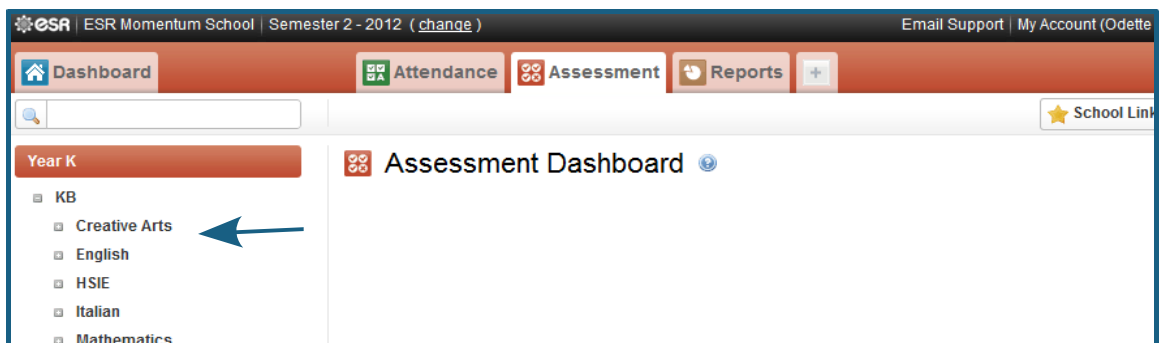 esr | ESR Momentum School | Semester 2 - 2012 ( change ) Email Support | My Account (Odette
Dashboard Attendance Assessment Reports +
School Link
Year K Assessment Dashboard
KB
Creative Arts
English
HSIE
Italian
Mathematics